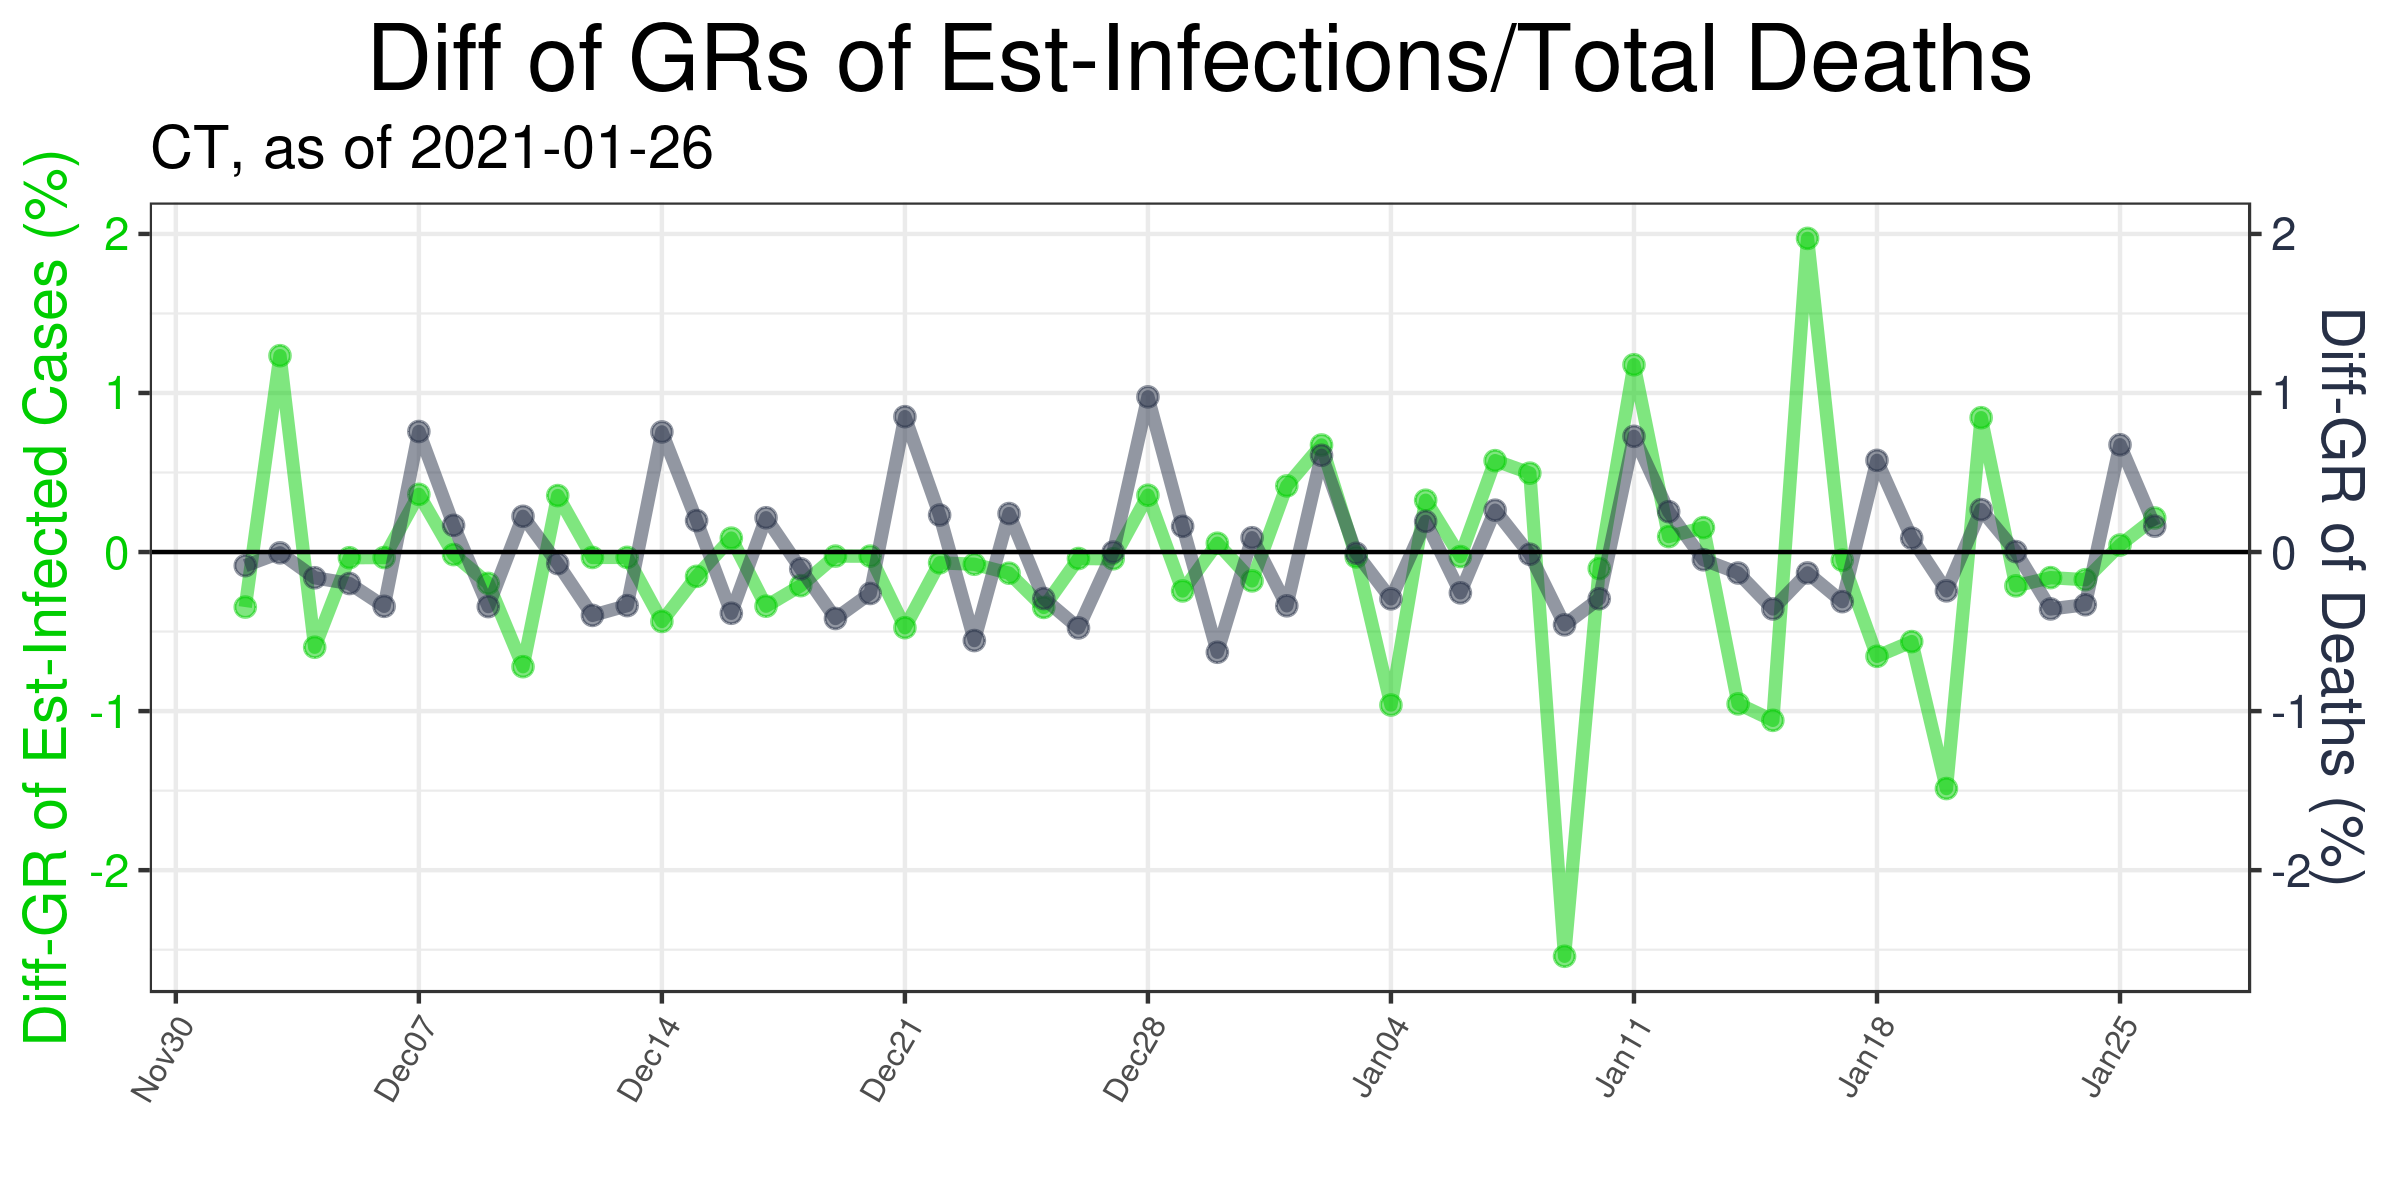 Diff of GRs of Est-Infections/Total Deaths
CT, as of 2021-01-26
Diff-GR of Est-Infected Cases (%)
2
1
0
-1
-2
2
1
0
-1
-2
Diff-GR of Deaths (%)
Nov30
Dec07
Dec14
Dec21
Dec28
Jan04
Jan11
Jan18
Jan25